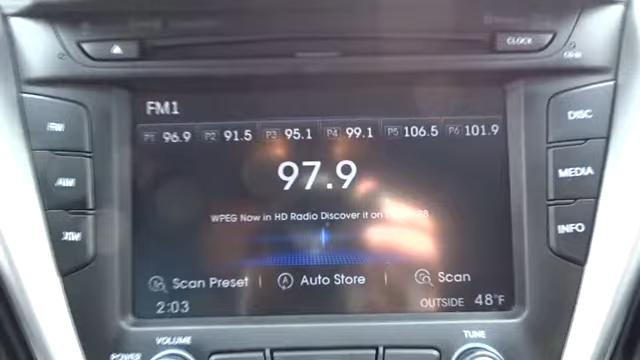 CLOCK
FM
AM
XM
DISC
MEDIA
INFO
FM1
P1 96.9 P2 91.5 P3 95.1 P4 99.1 P5 106.5 P6 101.9
97.9
WPEG Now in HD Radio Discover it on
Scan Preset Auto Store Scan
2:03 OUTSIDE 48°F
VOLUME TUNE
POWER